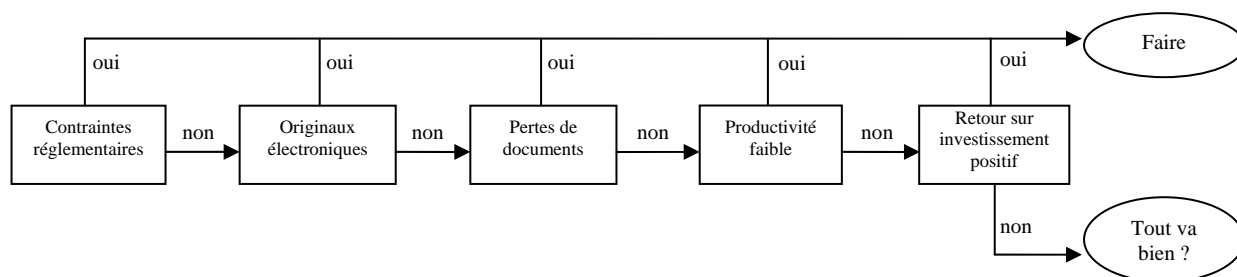 Faire
oui
oui
oui
oui
oui
Contraintes
réglementaires
non
Originaux
électroniques
non
Pertes de
documents
non
Productivité
faible
non
Retour sur
investissement
positif
non
Tout va
bien ?